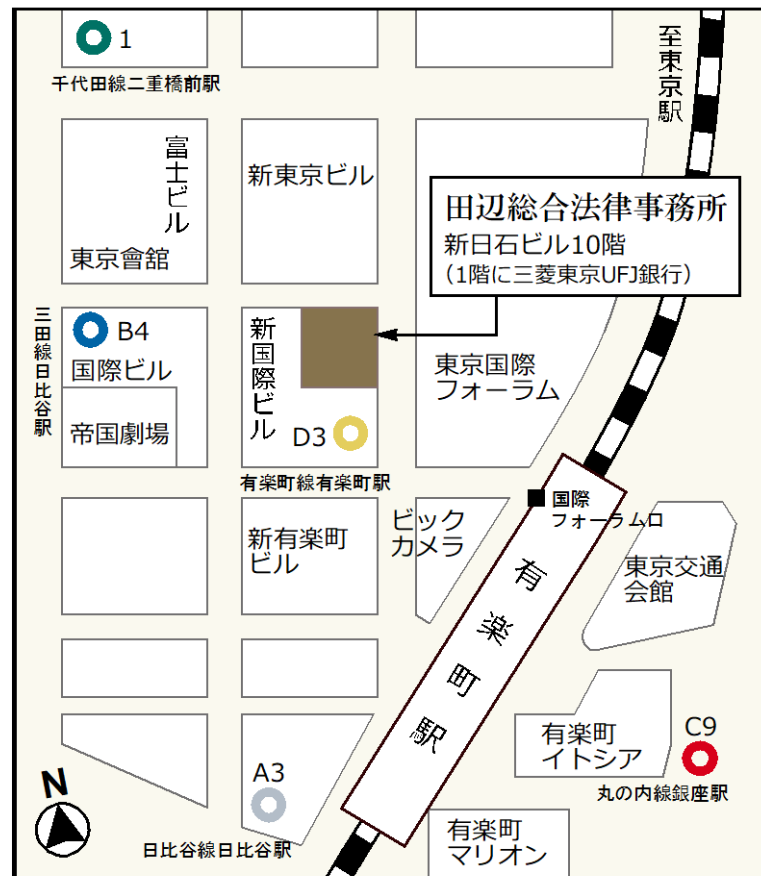 1
千代田線二重橋前駅
至東京駅
富士ビル
東京會舘
新東京ビル
田辺総合法律事務所
新日石ビル10階
（1階に三菱東京UFJ銀行）
三田線日比谷駅
B4
国際ビル
帝国劇場
新国際ビル
D3
有楽町線有楽町駅
東京国際
フォーラム
国際
フォーラム口
新有楽町
ビル
ビック
カメラ
有楽町駅
東京交通
会館
有楽町
イトシア
C9
丸の内線銀座駅
N
A3
日比谷線日比谷駅
有楽町
マリオン